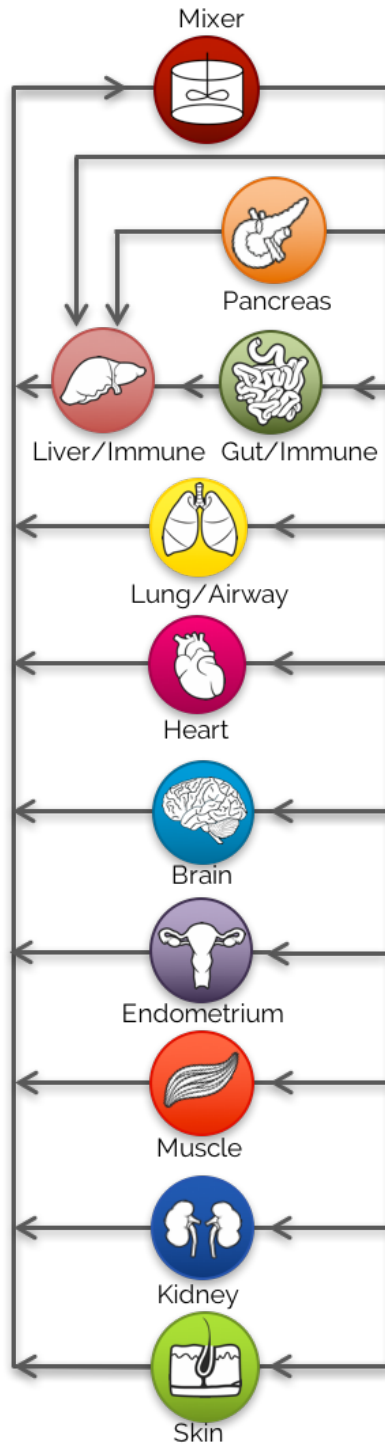 Mixer
Pancreas
Liver/Immune Gut/Immune
Lung/Airway
Heart
Brain
Endometrium
Muscle
Kidney
Skin